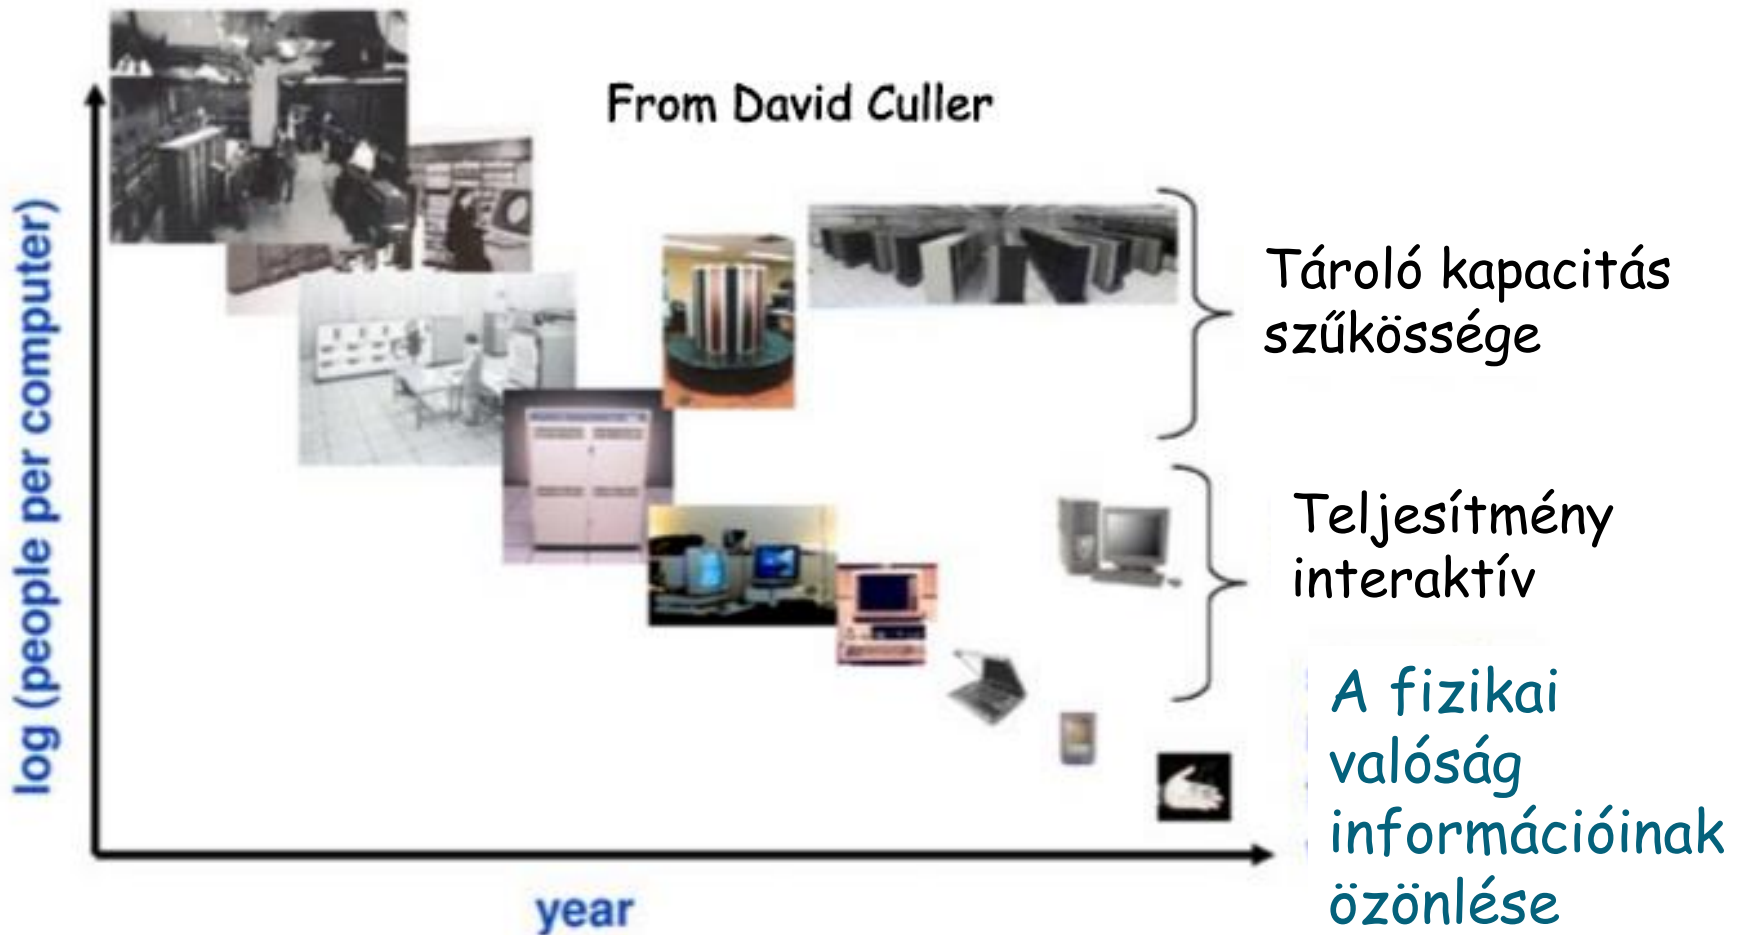 From David Culler
log (people per computer)
Tároló kapacitás
szűkössége
Teljesítmény
interaktív
A fizikai
valóság
információinak
özönlése
year